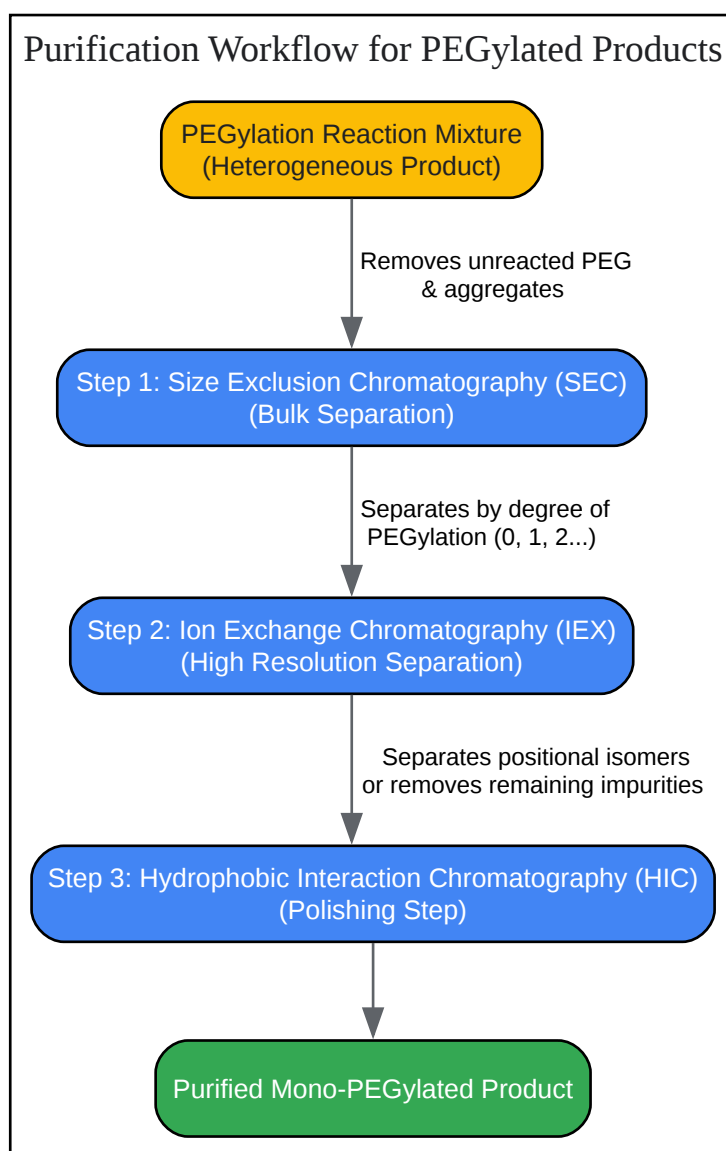 Purification Workflow for PEGylated Products
PEGylation Reaction Mixture
(Heterogeneous Product)
Removes unreacted PEG
& aggregates
Step 1: Size Exclusion Chromatography (SEC)
(Bulk Separation)
Separates by degree of
PEGylation (0, 1, 2...)
Step 2: Ion Exchange Chromatography (IEX)
(High Resolution Separation)
Separates positional isomers
or removes remaining impurities
Step 3: Hydrophobic Interaction Chromatography (HIC)
(Polishing Step)
Purified Mono-PEGylated Product